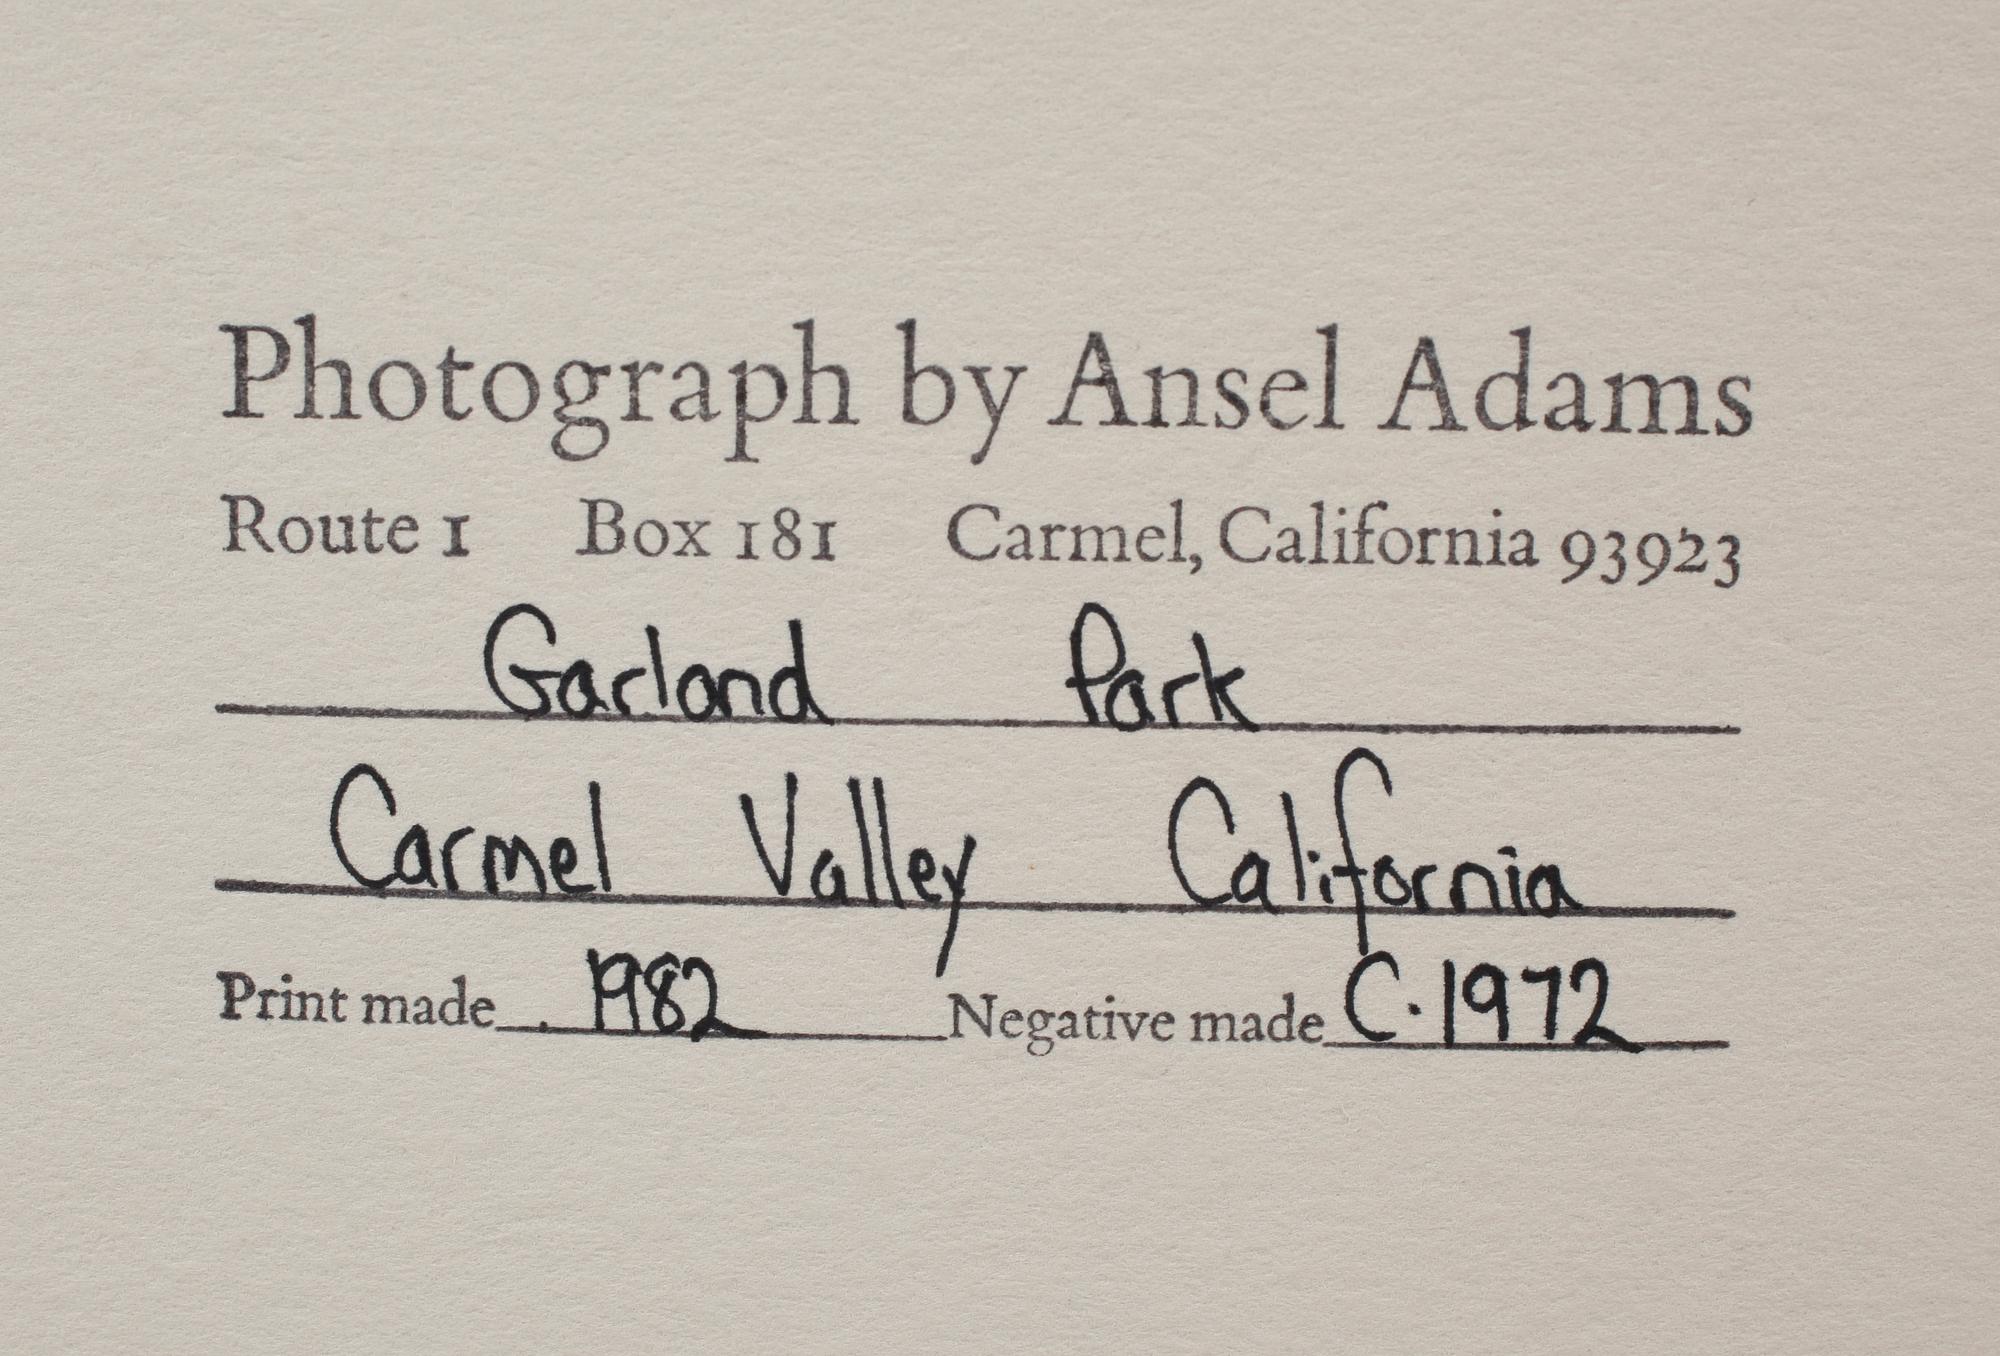 Photograph by Ansel Adams
Route 1 Box 181 Carmel, California 93923
Garland Park
Carmel Valley California
Print made 1982 Negative made C. 1972